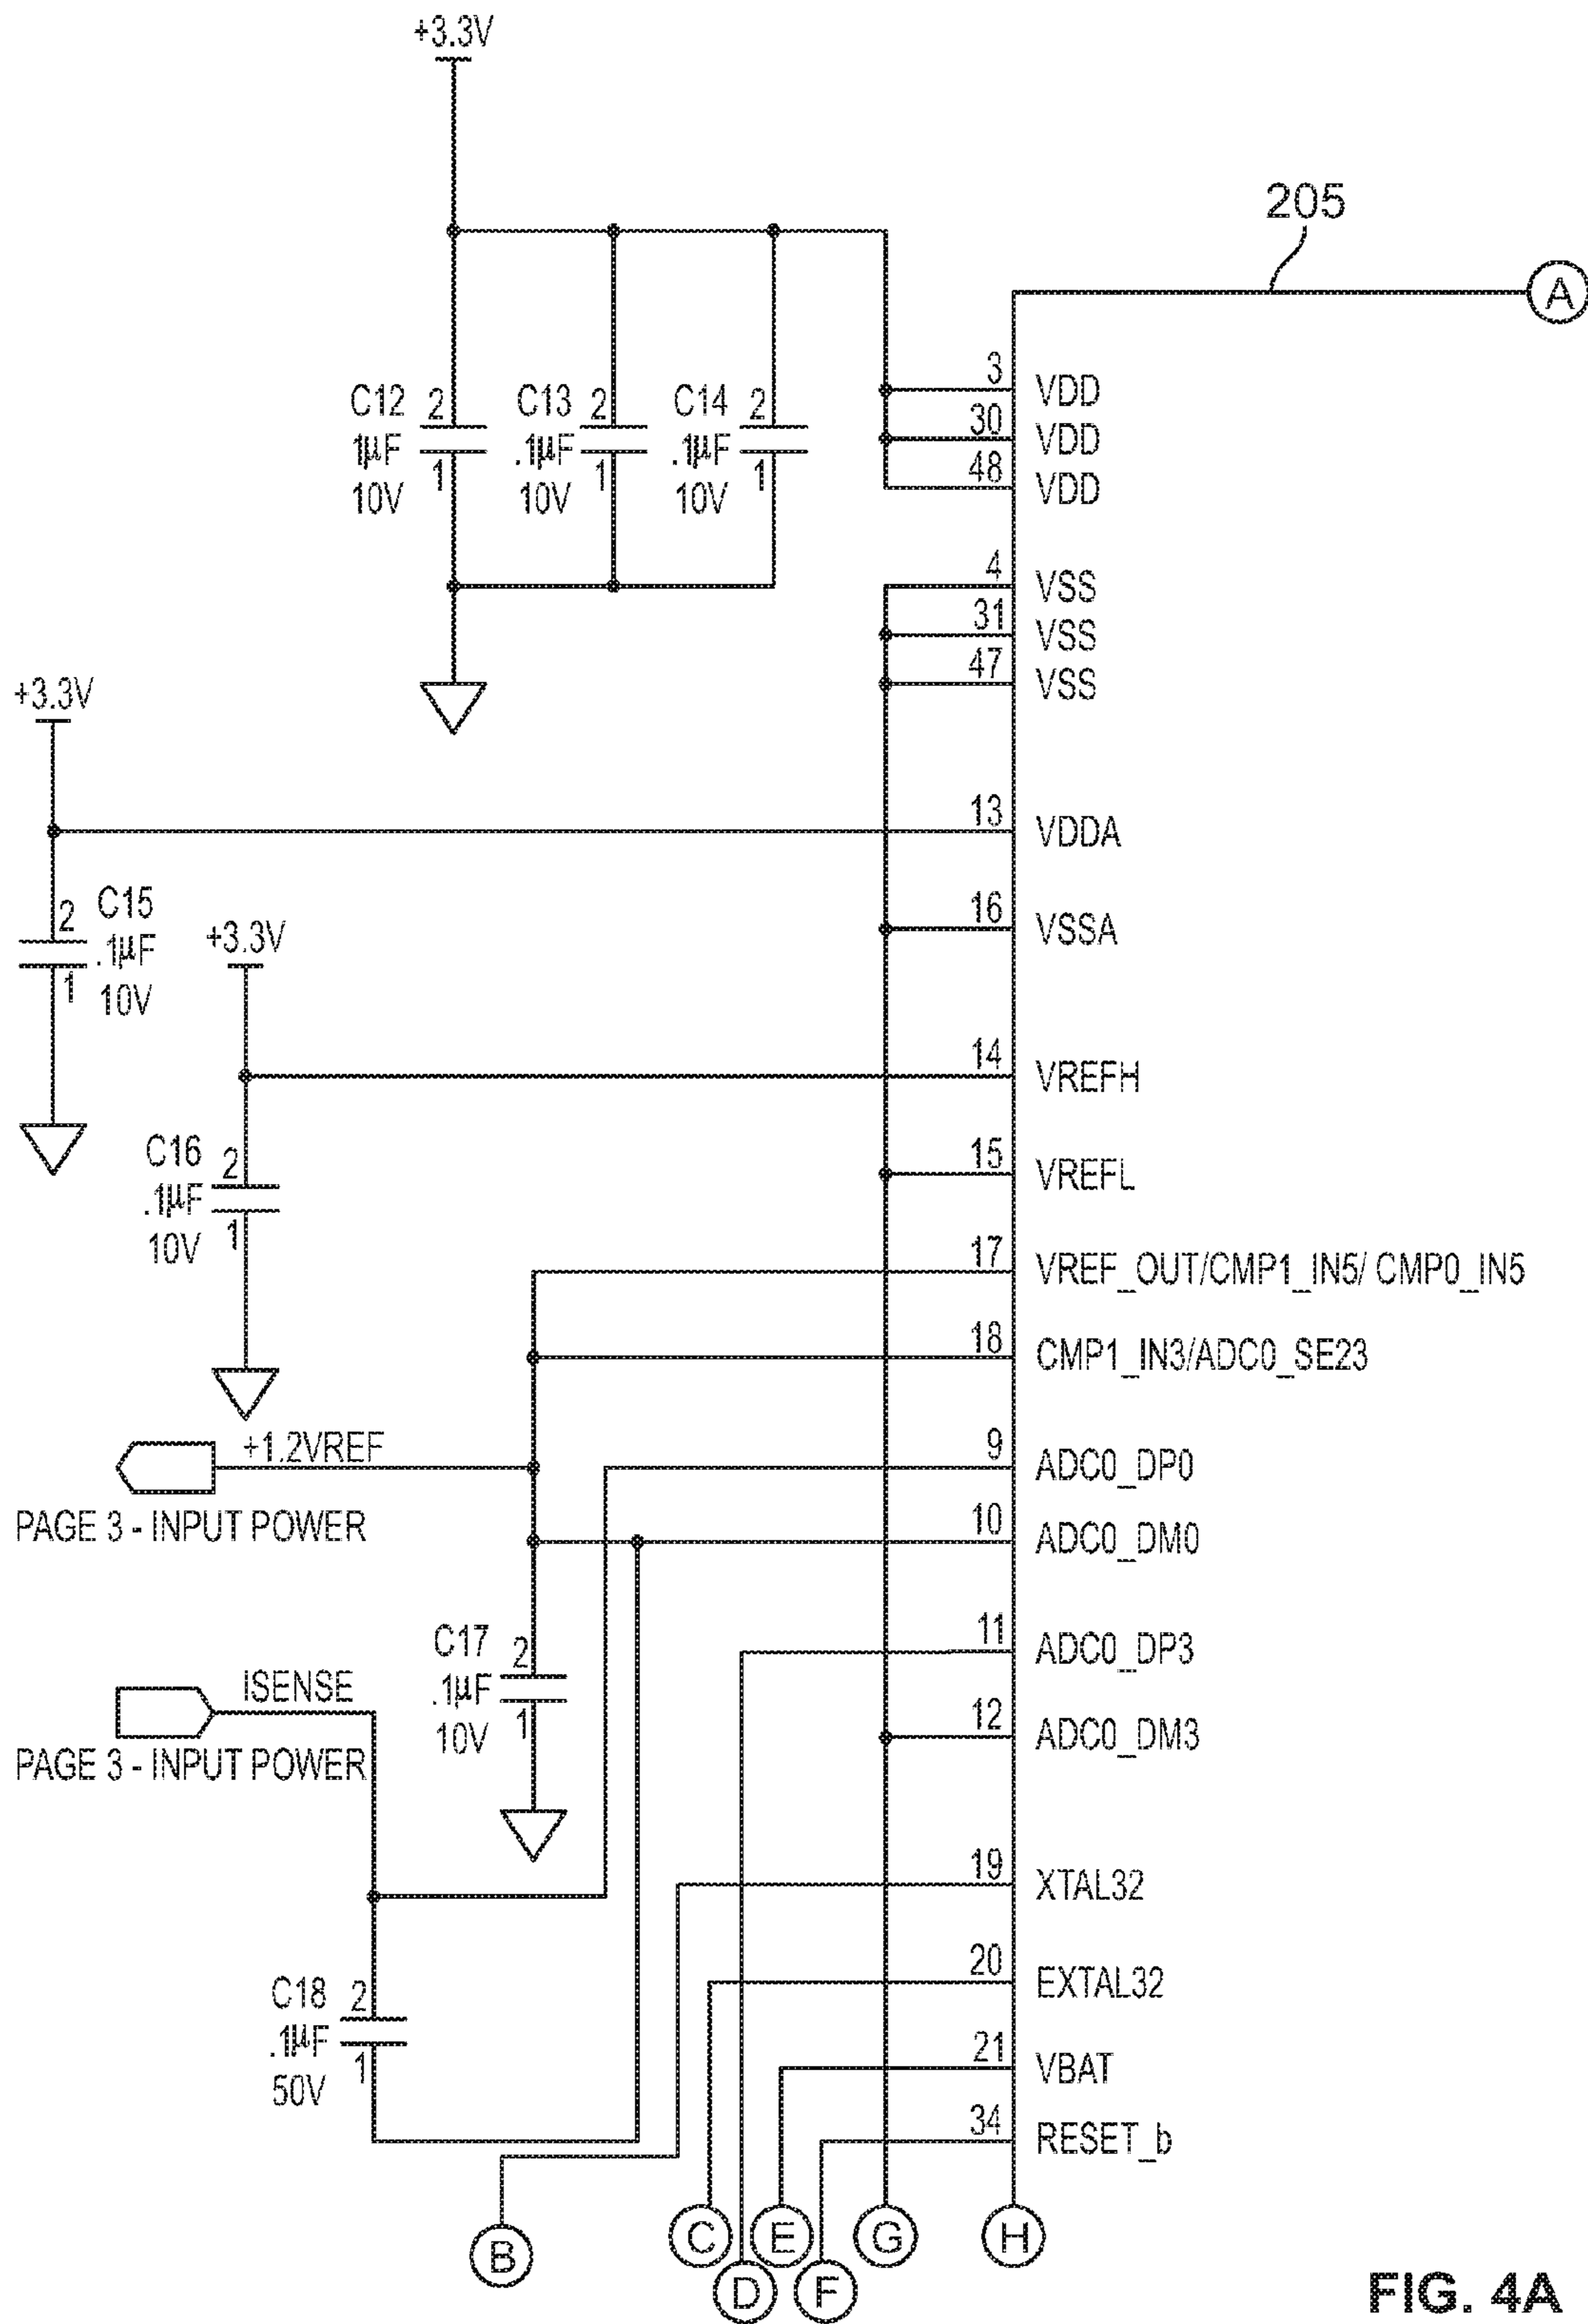 +3.3V
205
A
C12 2
1µF
1
10V
C13 2
.1µF
1
10V
C14 2
.1µF
1
10V
3 VDD
30 VDD
48 VDD
4 VSS
31 VSS
47 VSS
+3.3V
13 VDDA
C15
2
.1µF
1
10V
+3.3V
16 VSSA
14 VREFH
C16 2
.1µF
1
10V
15 VREFL
17 VREF_OUT/CMP1_IN5/ CMP0_IN5
18 CMP1_IN3/ADC0_SE23
+1.2VREF
PAGE 3 - INPUT POWER
9 ADC0_DP0
10 ADC0_DM0
C17 2
.1µF
1
10V
11 ADC0_DP3
ISENSE
PAGE 3 - INPUT POWER
12 ADC0_DM3
19 XTAL32
C18 2
.1µF
1
50V
20 EXTAL32
21 VBAT
34 RESET_b
B
C
D
E
F
G
H
FIG. 4A